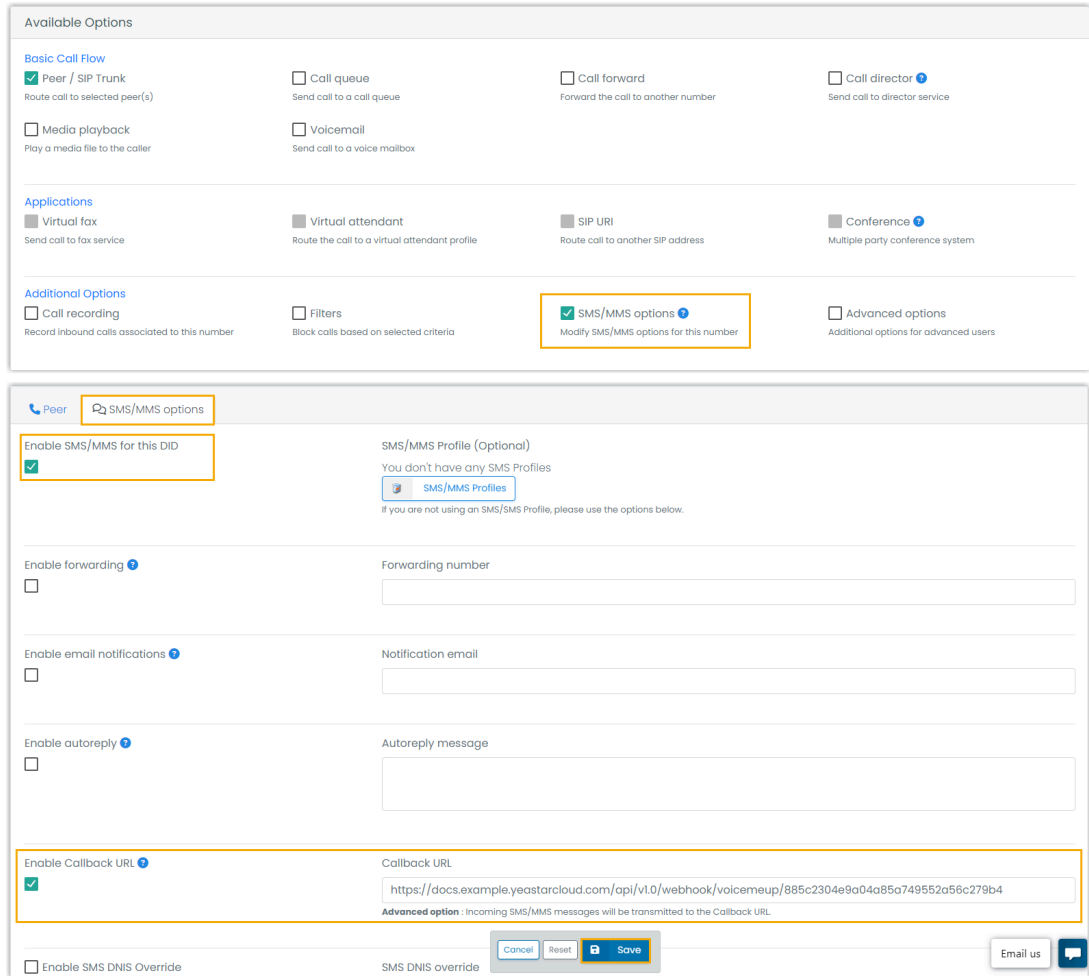 Available Options
Basic Call Flow
Peer / SIP Trunk
Route call to selected peer(s)
Call queue
Send call to a call queue
Call forward
Forward the call to another number
Call director
Send call to director service
Media playback
Play a media file to the caller
Voicemail
Send call to a voice mailbox
Applications
Virtual fax
Send call to fax service
Virtual attendant
Route the call to a virtual attendant profile
SIP URI
Route call to another SIP address
Conference
Multiple party conference system
Additional Options
Call recording
Record inbound calls associated to this number
Filters
Block calls based on selected criteria
SMS/MMS options
Modify SMS/MMS options for this number
Advanced options
Additional options for advanced users
Peer
SMS/MMS options
Enable SMS/MMS for this DID
SMS/MMS Profile (Optional)
You don't have any SMS Profiles
SMS/MMS Profiles
If you are not using an SMS/SMS Profile, please use the options below.
Enable forwarding
Forwarding number
Enable email notifications
Notification email
Enable autoreply
Autoreply message
Enable Callback URL
Callback URL
https://docs.example.yeastarcloud.com/api/v1.0/webhook/voicemeup/885c2304e9a04a85a749552a56c279b4
Advanced option : Incoming SMS/MMS messages will be transmitted to the Callback URL.
Cancel
Reset
Save
Email us
Enable SMS DNIS Override
SMS DNIS override